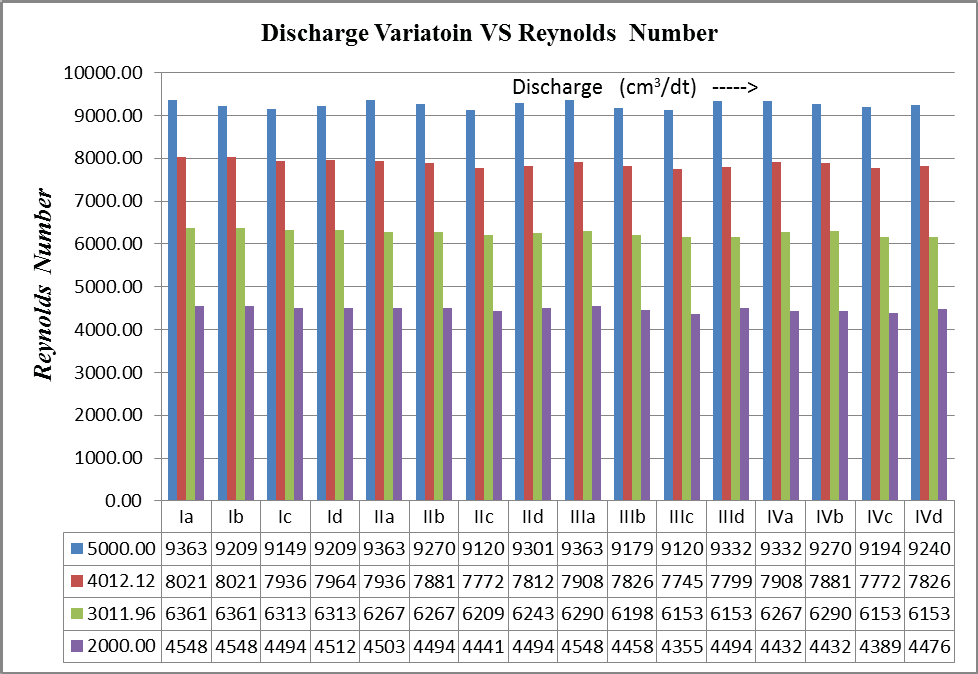 Discharge Variatoin VS Reynolds Number
Discharge (cm³/dt) ----->
Reynolds Number
10000.00
9000.00
8000.00
7000.00
6000.00
5000.00
4000.00
3000.00
2000.00
1000.00
0.00
Ia Ib Ic Id IIa IIb IIc IId IIIa IIIb IIIc IIId IVa IVb IVc IVd
5000.00 9363 9209 9149 9209 9363 9270 9120 9301 9363 9179 9120 9332 9332 9270 9194 9240
4012.12 8021 8021 7936 7964 7936 7881 7772 7812 7908 7826 7745 7799 7908 7881 7772 7826
3011.96 6361 6361 6313 6313 6267 6267 6209 6243 6290 6198 6153 6153 6267 6290 6153 6153
2000.00 4548 4548 4494 4512 4503 4494 4441 4494 4548 4458 4355 4494 4432 4432 4389 4476